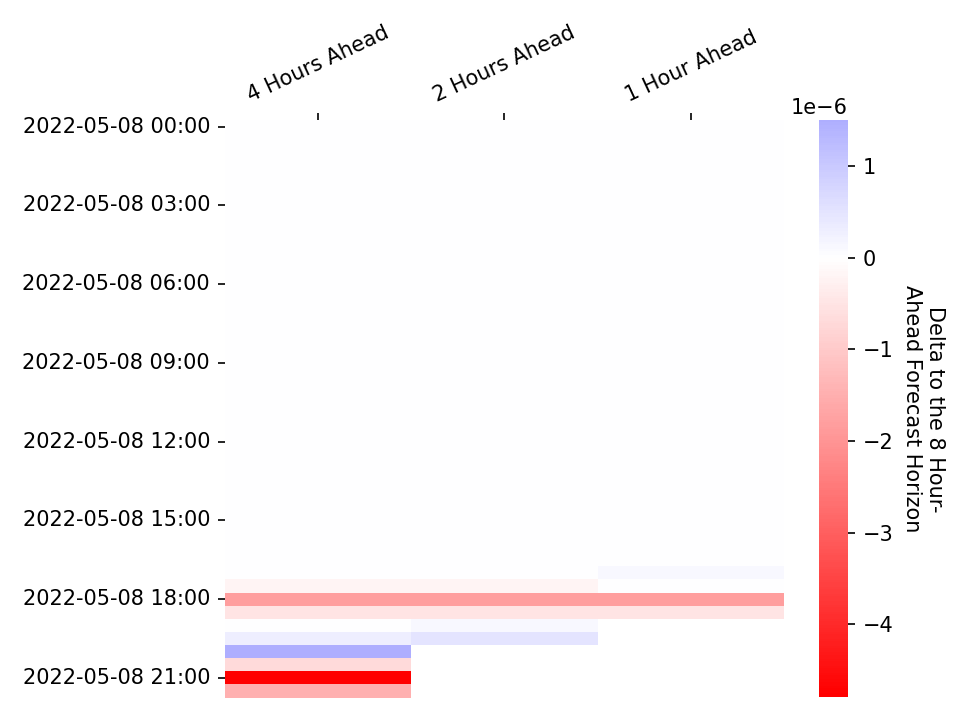 4 Hours Ahead
2 Hours Ahead
1 Hour Ahead
2022-05-08 00:00
2022-05-08 03:00
2022-05-08 06:00
2022-05-08 09:00
2022-05-08 12:00
2022-05-08 15:00
2022-05-08 18:00
2022-05-08 21:00
1e−6
1
0
−1
−2
−3
−4
Delta to the 8 Hour-
Ahead Forecast Horizon